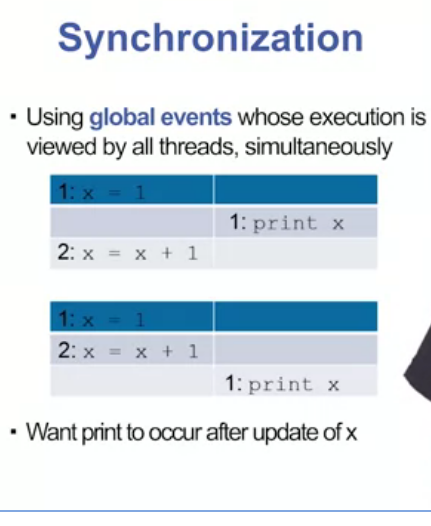 Synchronization
▪ Using global events whose execution is
viewed by all threads, simultaneously
1: x = 1
1: print x
2: x = x + 1
1: x = 1
2: x = x + 1
1: print x
▪ Want print to occur after update of x